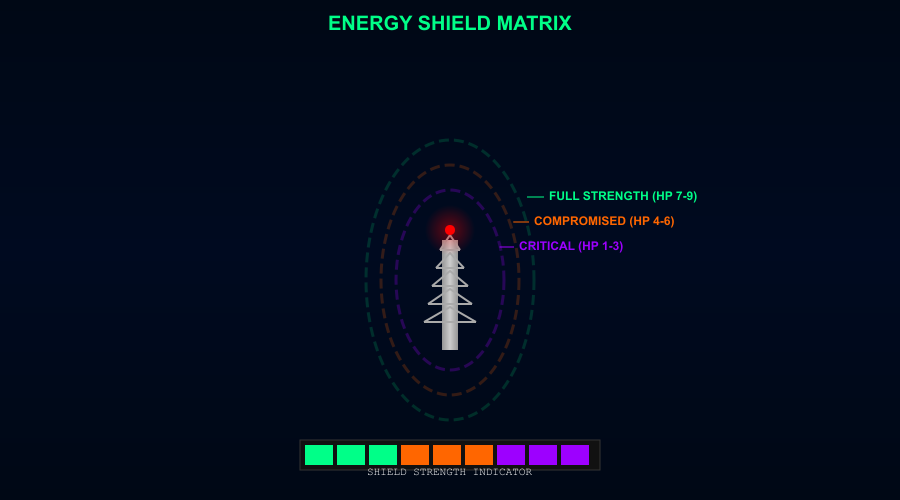 ENERGY SHIELD MATRIX
FULL STRENGTH (HP 7-9)
COMPROMISED (HP 4-6)
CRITICAL (HP 1-3)
SHIELD STRENGTH INDICATOR